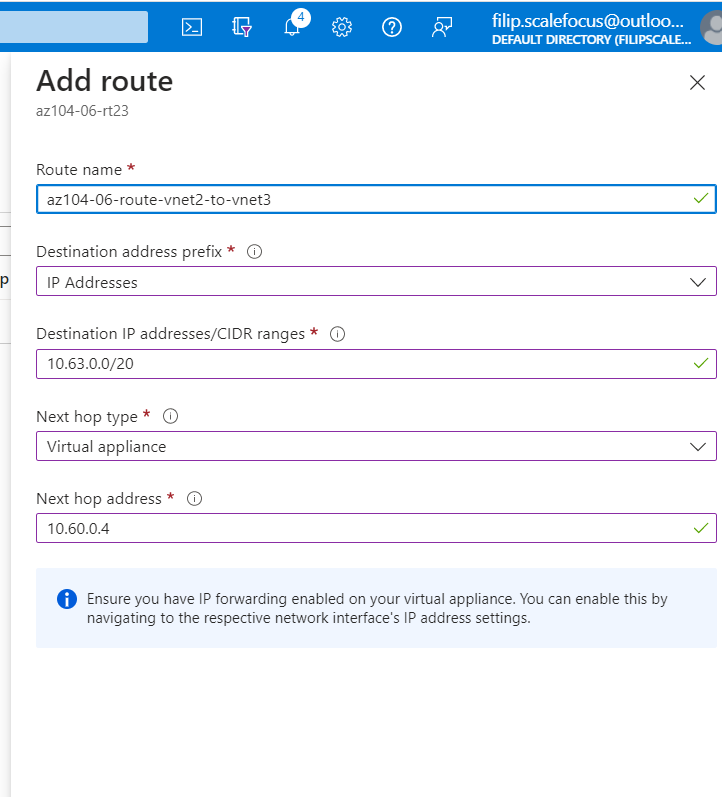 4
filip.scalefocus@outloo...
DEFAULT DIRECTORY (FILIPSCALE...
Add route
az104-06-rt23
Route name *
az104-06-route-vnet2-to-vnet3
Destination address prefix *
p
IP Addresses
Destination IP addresses/CIDR ranges *
10.63.0.0/20
Next hop type *
Virtual appliance
Next hop address *
10.60.0.4
Ensure you have IP forwarding enabled on your virtual appliance. You can enable this by
navigating to the respective network interface's IP address settings.